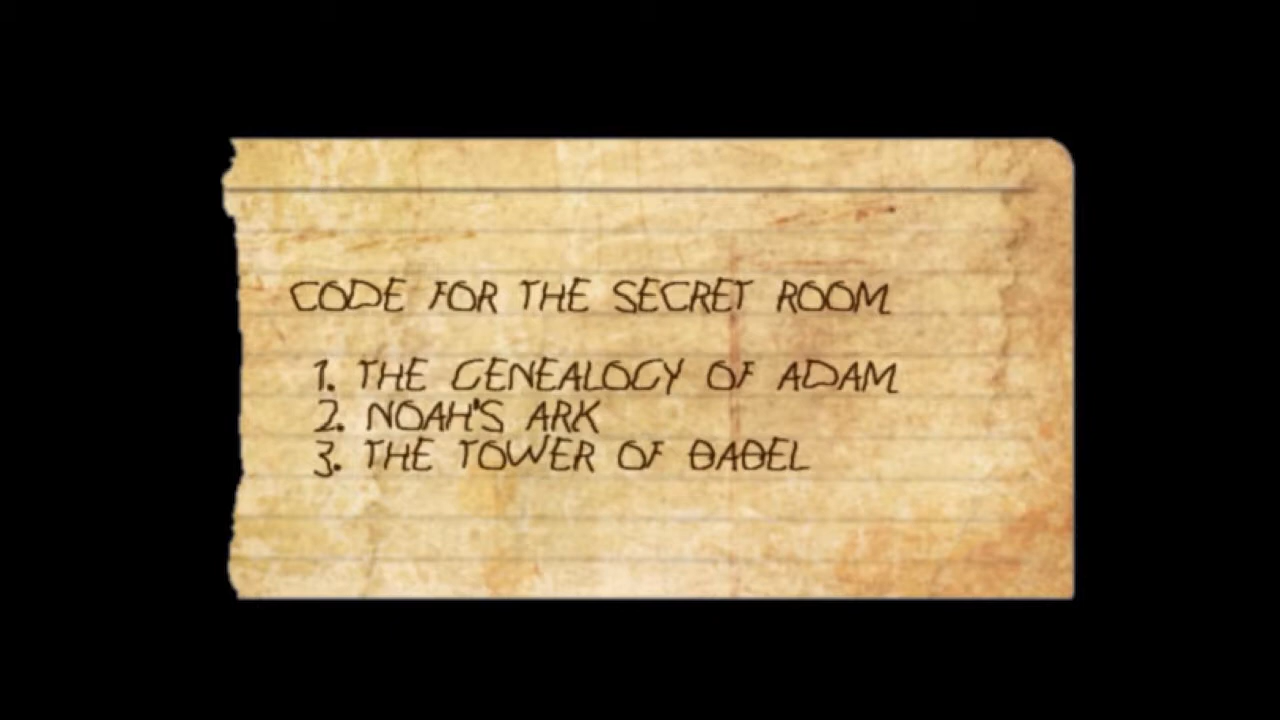 CODE FOR THE SECRET ROOM
1. THE GENEALOGY OF ADAM
2. NOAH'S ARK
3. THE TOWER OF BABEL